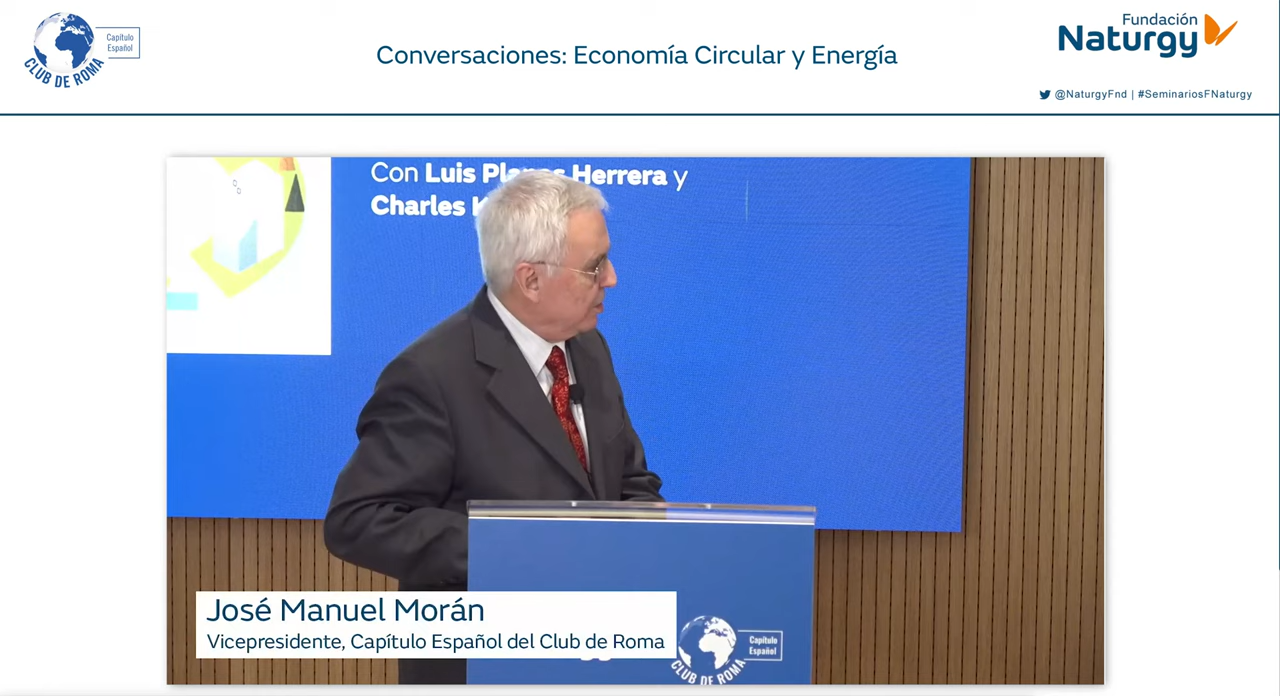 CLUB DE ROMA
Capítulo
Español
Conversaciones: Economía Circular y Energía
Fundación
Naturgy
@NaturgyFnd | #SeminariosFNaturgy
Con Luis Herrera y
Charles
José Manuel Morán
Vicepresidente, Capítulo Español del Club de Roma
Capítulo
Español
CLUB DE ROMA